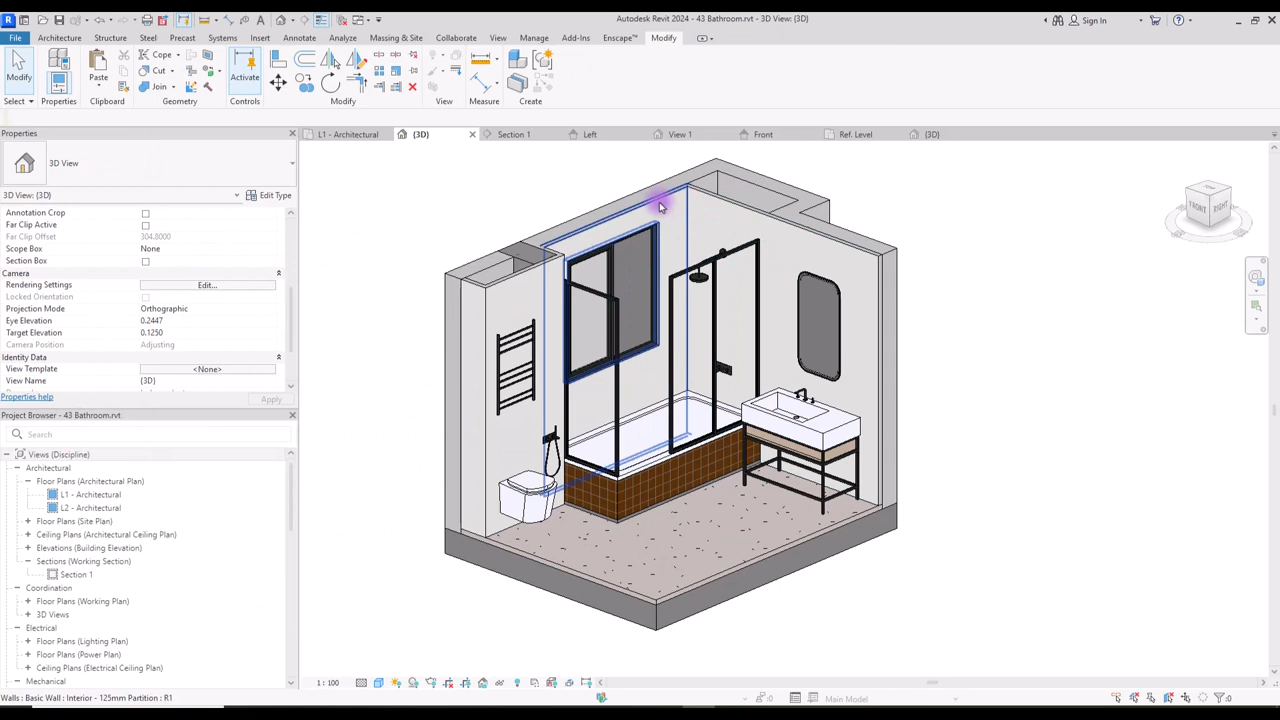 Autodesk Revit 2024 - 43 Bathroom.rvt - 3D View: {3D}
Sign In
File Architecture Structure Steel Precast Systems Insert Annotate Analyze Massing & Site Collaborate View Manage Add-Ins Enscape™ Modify
Modify
Paste
Cope
Cut
Join
Activate
Select Properties Clipboard Geometry Controls Modify View Measure Create
Properties
L1 - Architectural
{3D}
Section 1
Left
View 1
Front
Ref. Level
{3D}
3D View
3D View: {3D}
Edit Type
Annotation Crop
Far Clip Active
Far Clip Offset 304.8000
Scope Box None
Section Box
Camera
Rendering Settings Edit...
Locked Orientation
Projection Mode Orthographic
Eye Elevation 0.2447
Target Elevation 0.1250
Camera Position Adjusting
Identity Data
View Template <None>
View Name {3D}
Properties help
Apply
Project Browser - 43 Bathroom.rvt
Search
Views (Discipline)
Architectural
Floor Plans (Architectural Plan)
L1 - Architectural
L2 - Architectural
Floor Plans (Site Plan)
Ceiling Plans (Architectural Ceiling Plan)
Elevations (Building Elevation)
Sections (Working Section)
Section 1
Coordination
Floor Plans (Working Plan)
3D Views
Electrical
Floor Plans (Lighting Plan)
Floor Plans (Power Plan)
Ceiling Plans (Electrical Ceiling Plan)
Mechanical
TOP
FRONT
RIGHT
1 : 100
Walls : Basic Wall : Interior - 125mm Partition : R1
:0
Main Model
:0